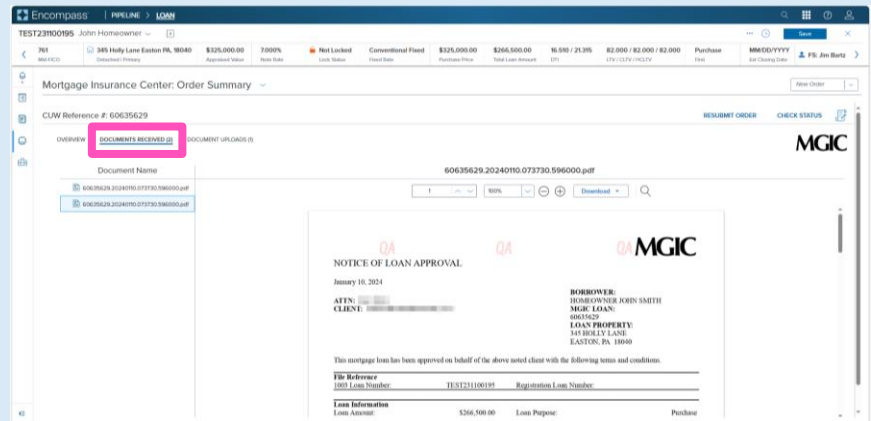 Encompass PIPELINE > LOAN
TEST231100195 John Homeowner
Save
761 345 Holly Lane Easton PA, 18040 $325,000.00 7.000% Not Locked Conventional Fixed $325,000.00 $266,500.00 16.510 / 21.315 82.000 / 82.000 / 82.000 Purchase MM/DD/YYYY FS: Jim Bartz
Mid-FICO Detached | Primary Appraised Value Note Rate Lock Status Fixed Rate Purchase Price Total Loan Amount DTI LTV / CLTV / HCLTV First Est Closing Date
Mortgage Insurance Center: Order Summary
New Order
CUW Reference #: 60635629
RESUBMIT ORDER CHECK STATUS
OVERVIEW DOCUMENTS RECEIVED (2) DOCUMENT UPLOADS (1)
MGIC
Document Name
60635629.20240110.073730.596000.pdf
60635629.20240110.073730.596000.pdf
60635629.20240110.073730.596000.pdf
1 100% Download
QA QA QA MGIC
NOTICE OF LOAN APPROVAL
January 10, 2024
ATTN:
CLIENT:
BORROWER:
HOMEOWNER JOHN SMITH
MGIC LOAN:
60635629
LOAN PROPERTY:
345 HOLLY LANE
EASTON, PA 18040
This mortgage loan has been approved on behalf of the above noted client with the following terms and conditions.
File Reference
1003 Loan Number: TEST231100195 Registration Loan Number:
Loan Information
Loan Amount: $266,500.00 Loan Purpose: Purchase